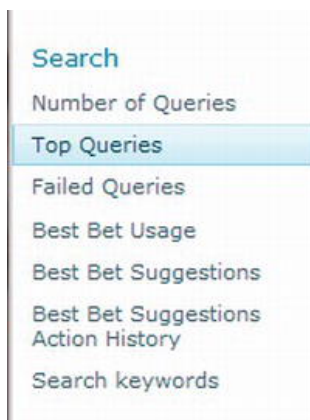 Search
Number of Queries
Top Queries
Failed Queries
Best Bet Usage
Best Bet Suggestions
Best Bet Suggestions
Action History
Search keywords